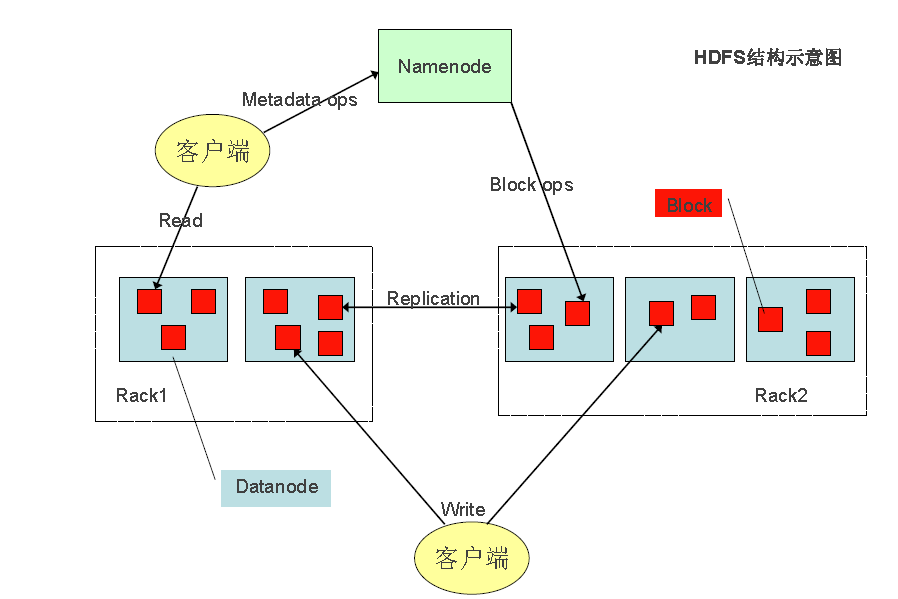 Namenode
HDFS结构示意图
Metadata ops
客户端
Block ops
Block
Read
Replication
Rack1
Rack2
Datanode
Write
客户端